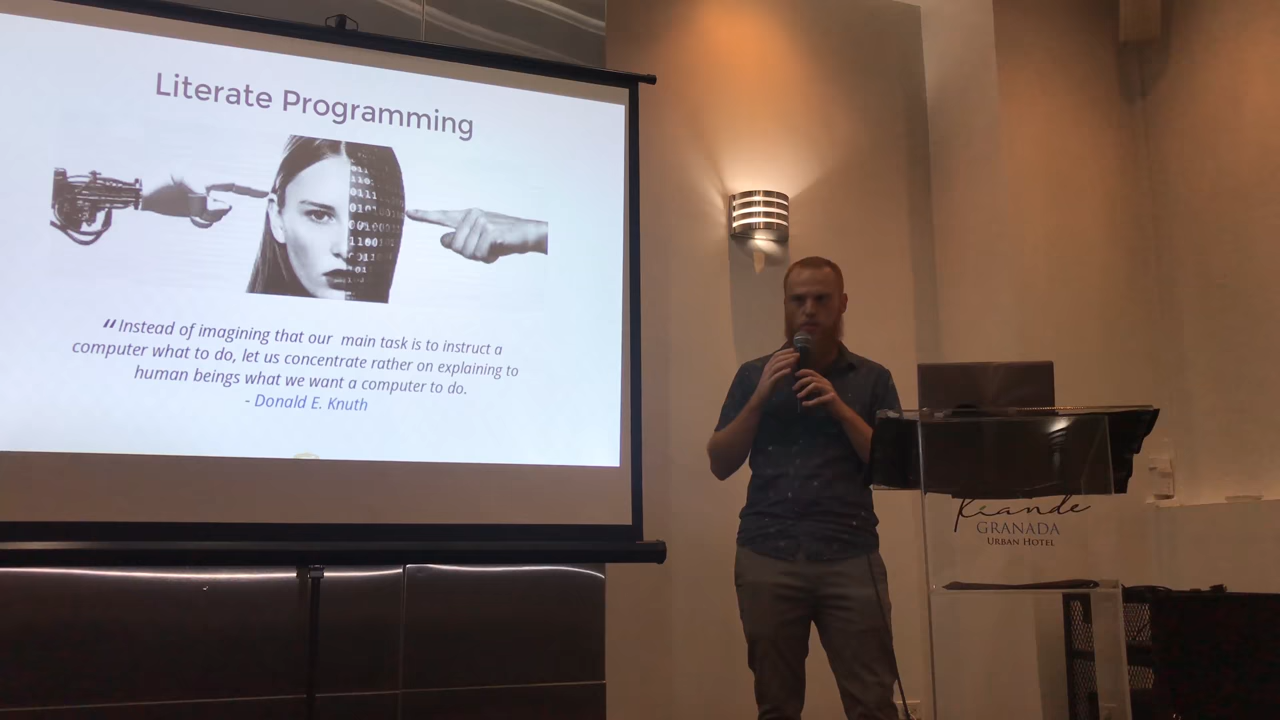 Literate Programming
0111
“Instead of imagining that our main task is to instruct a
computer what to do, let us concentrate rather on explaining to
human beings what we want a computer to do.
- Donald E. Knuth
Riande
GRANADA
URBAN HOTEL